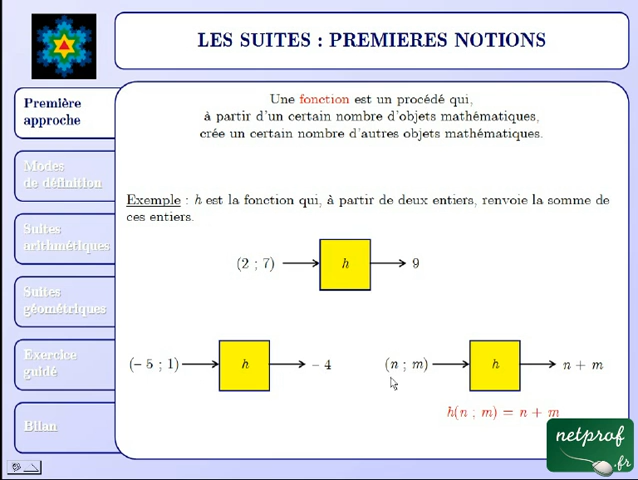 LES SUITES : PREMIERES NOTIONS
Première
approche
Modes
de définition
Suites
arithmétiques
Suites
géométriques
Exercice
guidé
Bilan
Une fonction est un procédé qui,
à partir d'un certain nombre d'objets mathématiques,
crée un certain nombre d'autres objets mathématiques.
Exemple : h est la fonction qui, à partir de deux entiers, renvoie la somme de
ces entiers.
(2 ; 7) h 9
(– 5 ; 1) h – 4
(n ; m) h n + m
h(n ; m) = n + m
netprof
.fr